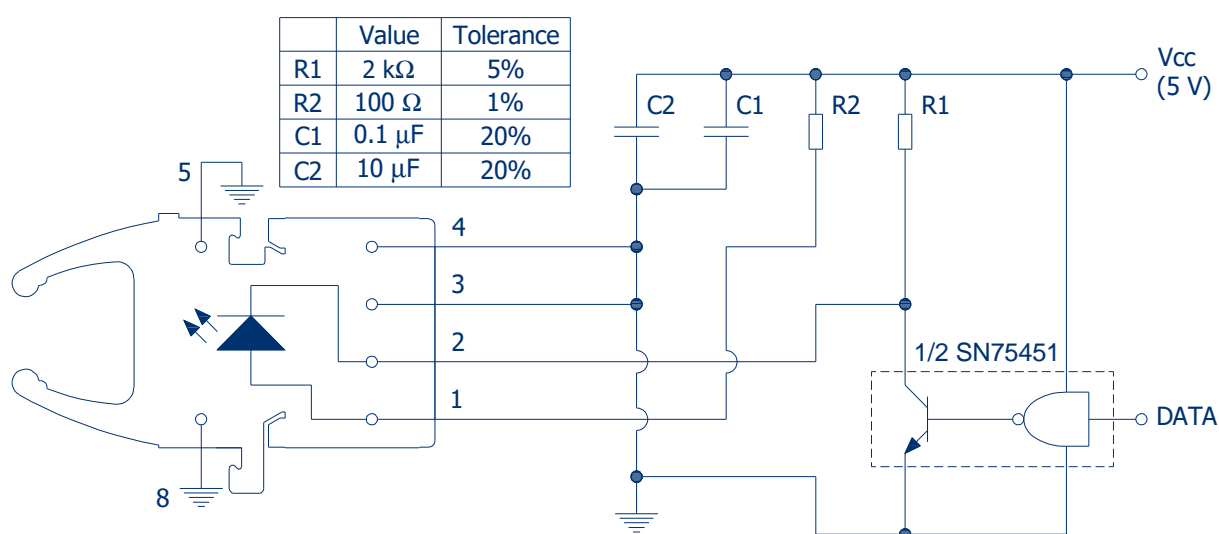 Value Tolerance
R1 2 kΩ 5%
R2 100 Ω 1%
C1 0.1 μF 20%
C2 10 μF 20%
Vcc
(5 V)
C2 C1 R2 R1
5
4
3
2
1
8
1/2 SN75451
DATA